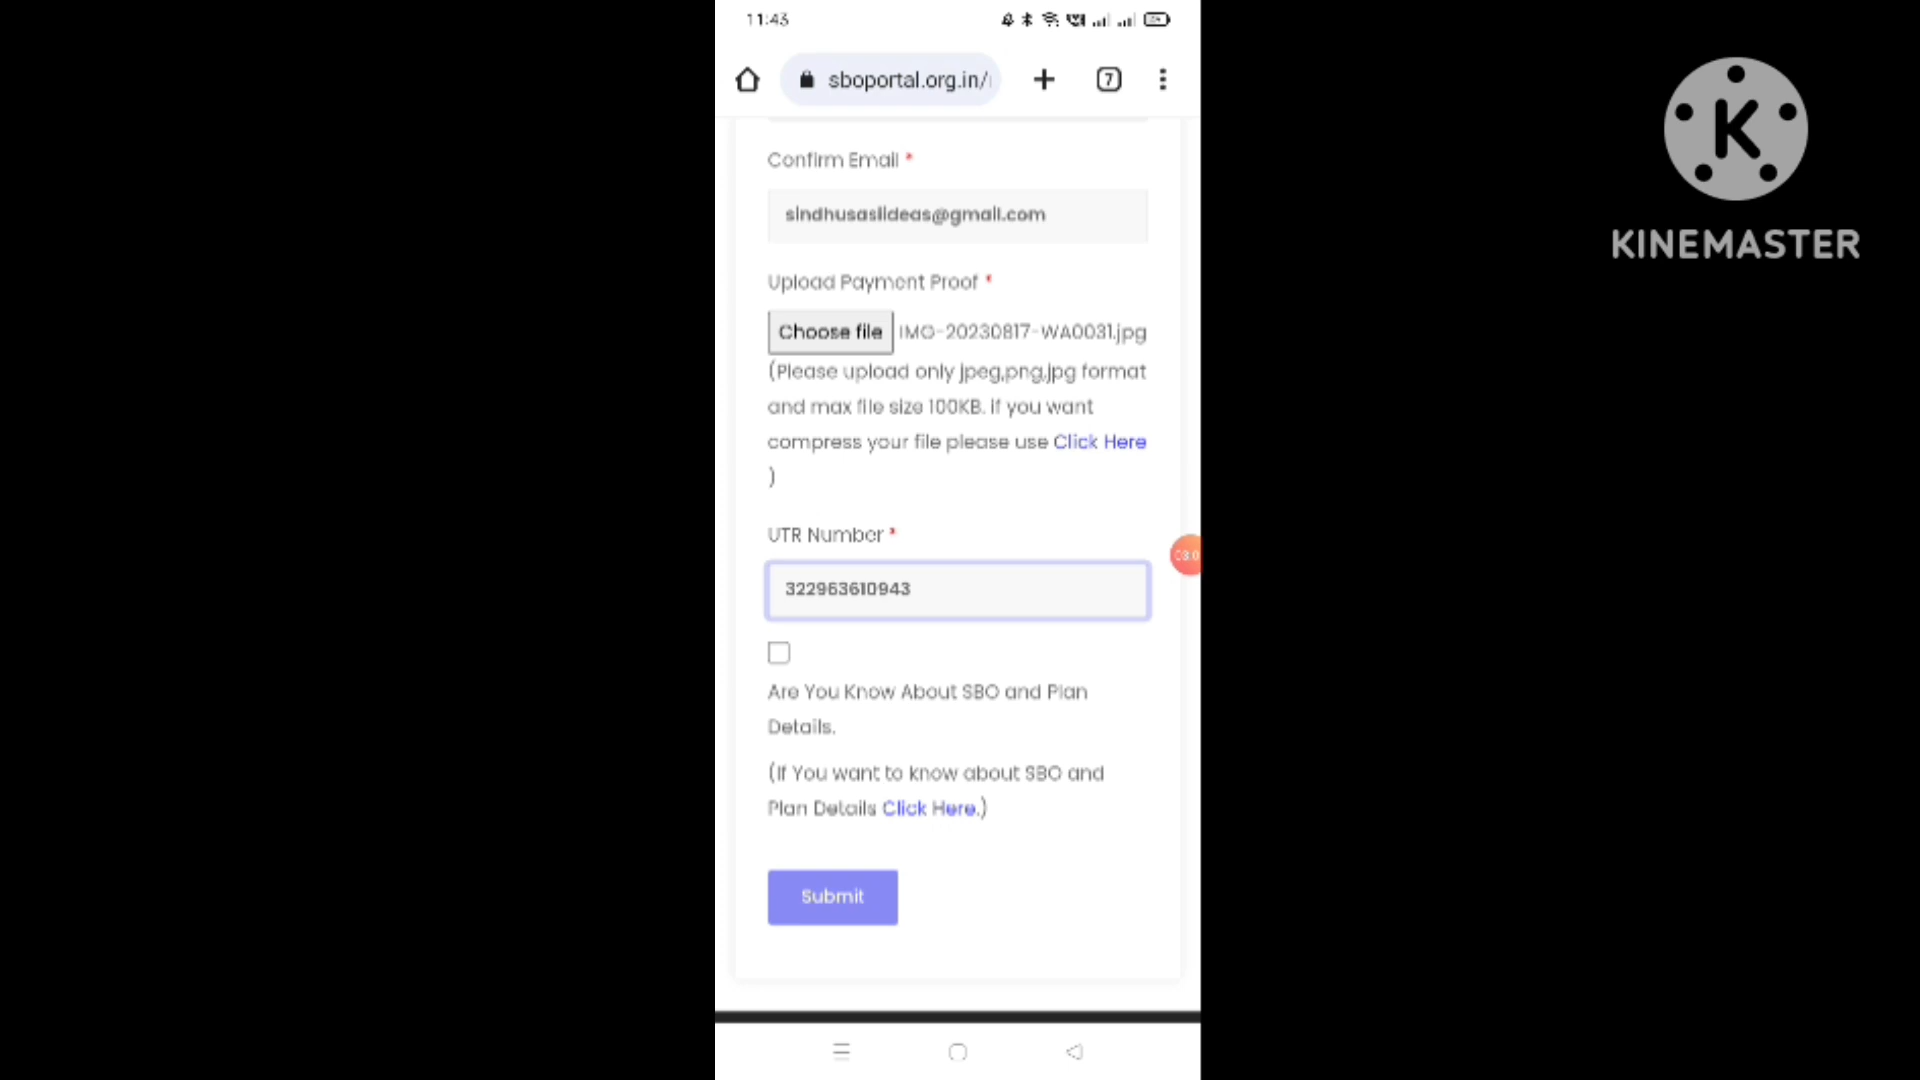 11:43
sboportal.org.in/
7
Confirm Email *
sindhusasiideas@gmail.com
Upload Payment Proof *
Choose file IMG-20230817-WA0031.jpg
(Please upload only jpeg,png,jpg format
and max file size 100KB. if you want
compress your file please use Click Here
)
UTR Number *
322963610943
Are You Know About SBO and Plan
Details.
(If You want to know about SBO and
Plan Details Click Here.)
Submit
K
KINEMASTER